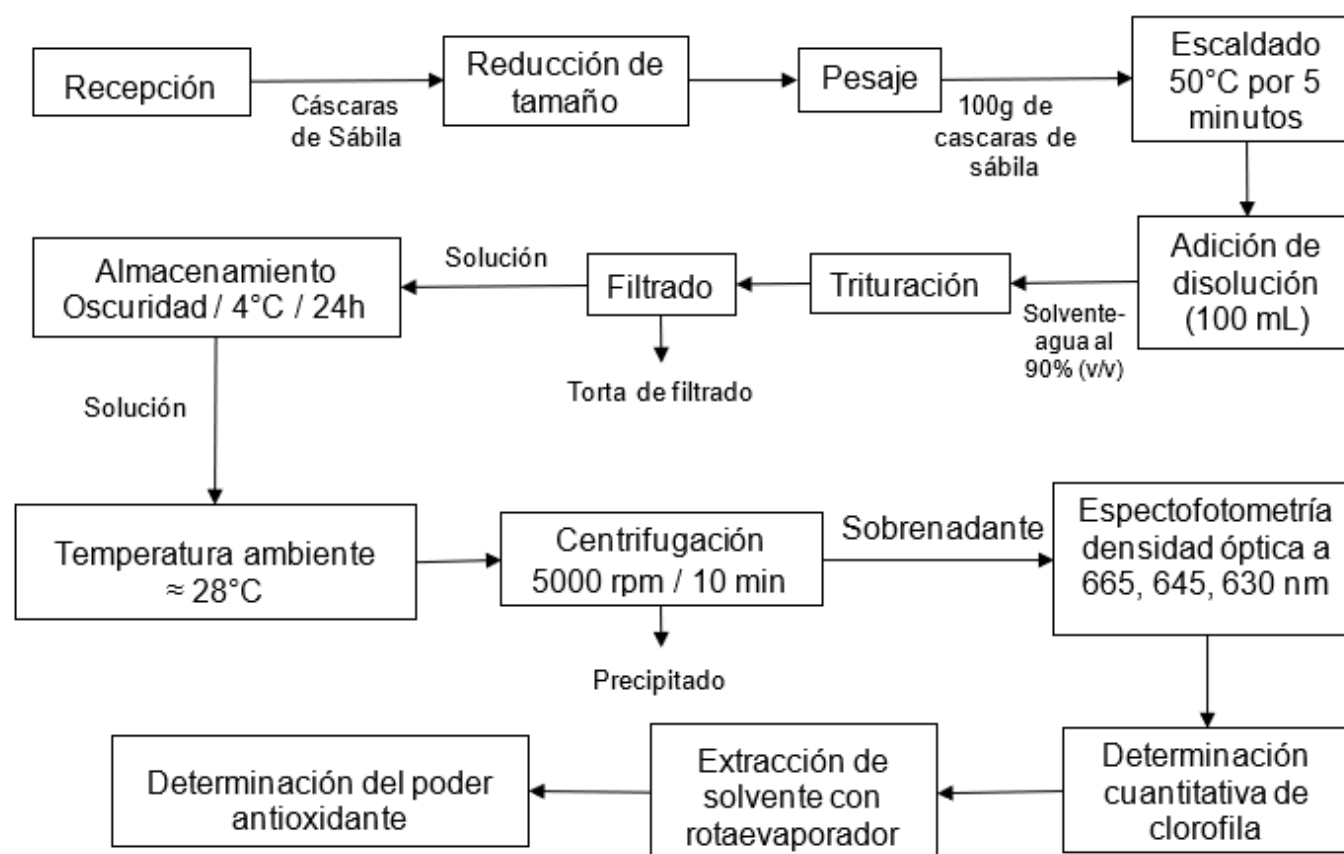 Recepción
Cáscaras
de Sábila
Reducción de
tamaño
Pesaje
100g de
cascaras de
sábila
Escaldado
50°C por 5
minutos
Adición de
disolución
(100 mL)
Solvente-
agua al
90% (v/v)
Trituración
Filtrado
Torta de filtrado
Solución
Almacenamiento
Oscuridad / 4°C / 24h
Solución
Temperatura ambiente
≈ 28°C
Centrifugación
5000 rpm / 10 min
Precipitado
Sobrenadante
Espectofotometría
densidad óptica a
665, 645, 630 nm
Determinación
cuantitativa de
clorofila
Extracción de
solvente con
rotaevaporador
Determinación del poder
antioxidante